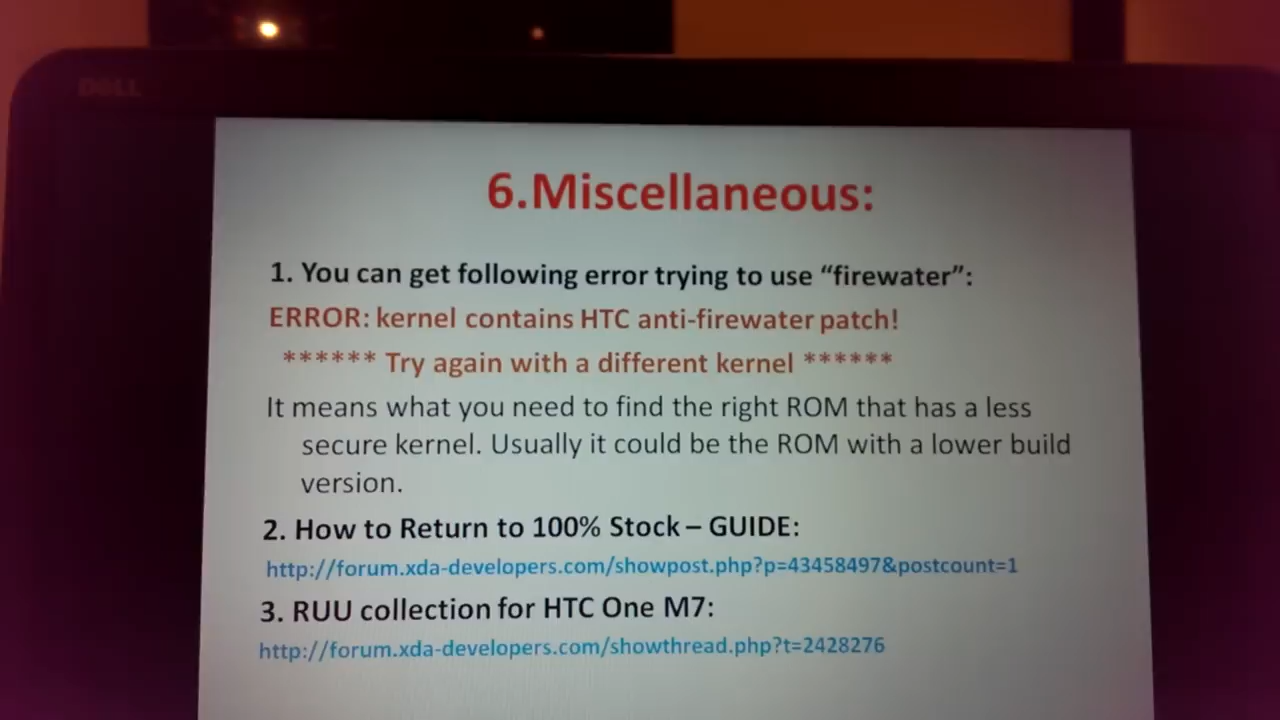 DELL
6.Miscellaneous:
1. You can get following error trying to use “firewater”:
ERROR: kernel contains HTC anti-firewater patch!
****** Try again with a different kernel ******
It means what you need to find the right ROM that has a less
secure kernel. Usually it could be the ROM with a lower build
version.
2. How to Return to 100% Stock – GUIDE:
http://forum.xda-developers.com/showpost.php?p=43458497&postcount=1
3. RUU collection for HTC One M7:
http://forum.xda-developers.com/showthread.php?t=2428276